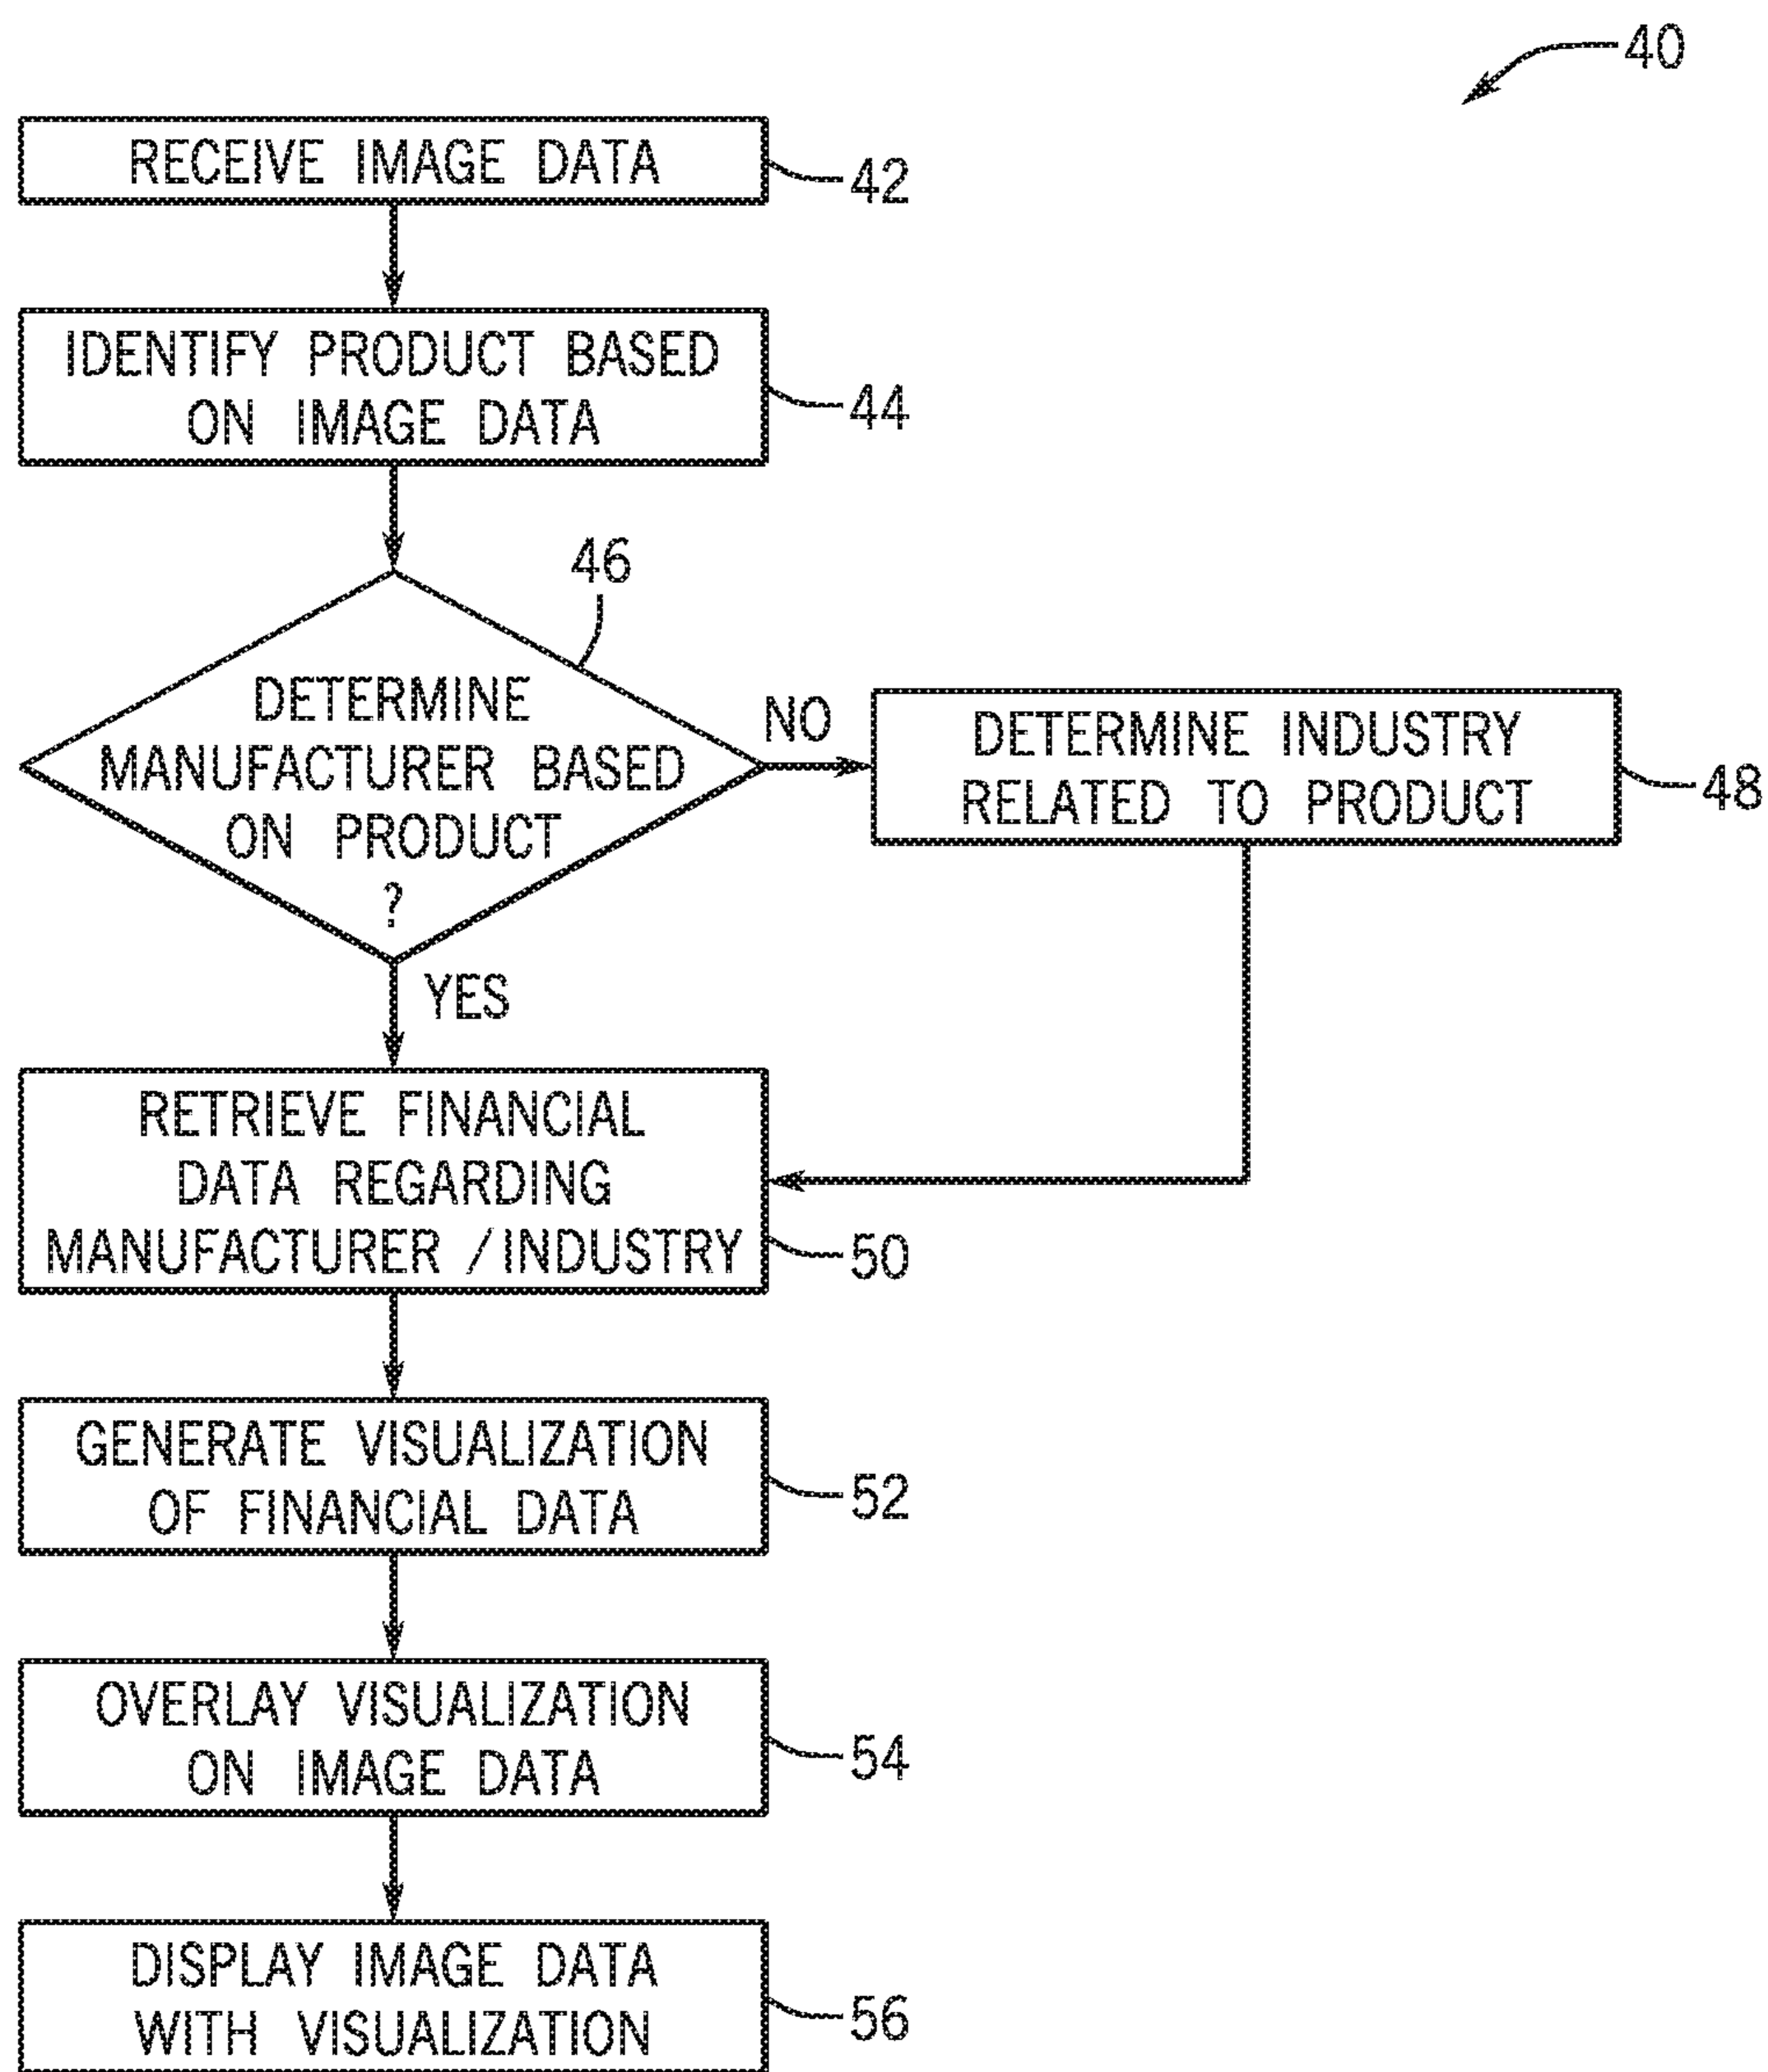 40
RECEIVE IMAGE DATA
42
IDENTIFY PRODUCT BASED
ON IMAGE DATA
44
46
DETERMINE
MANUFACTURER BASED
ON PRODUCT
?
NO
DETERMINE INDUSTRY
RELATED TO PRODUCT
48
YES
RETRIEVE FINANCIAL
DATA REGARDING
MANUFACTURER / INDUSTRY
50
GENERATE VISUALIZATION
OF FINANCIAL DATA
52
OVERLAY VISUALIZATION
ON IMAGE DATA
54
DISPLAY IMAGE DATA
WITH VISUALIZATION
56